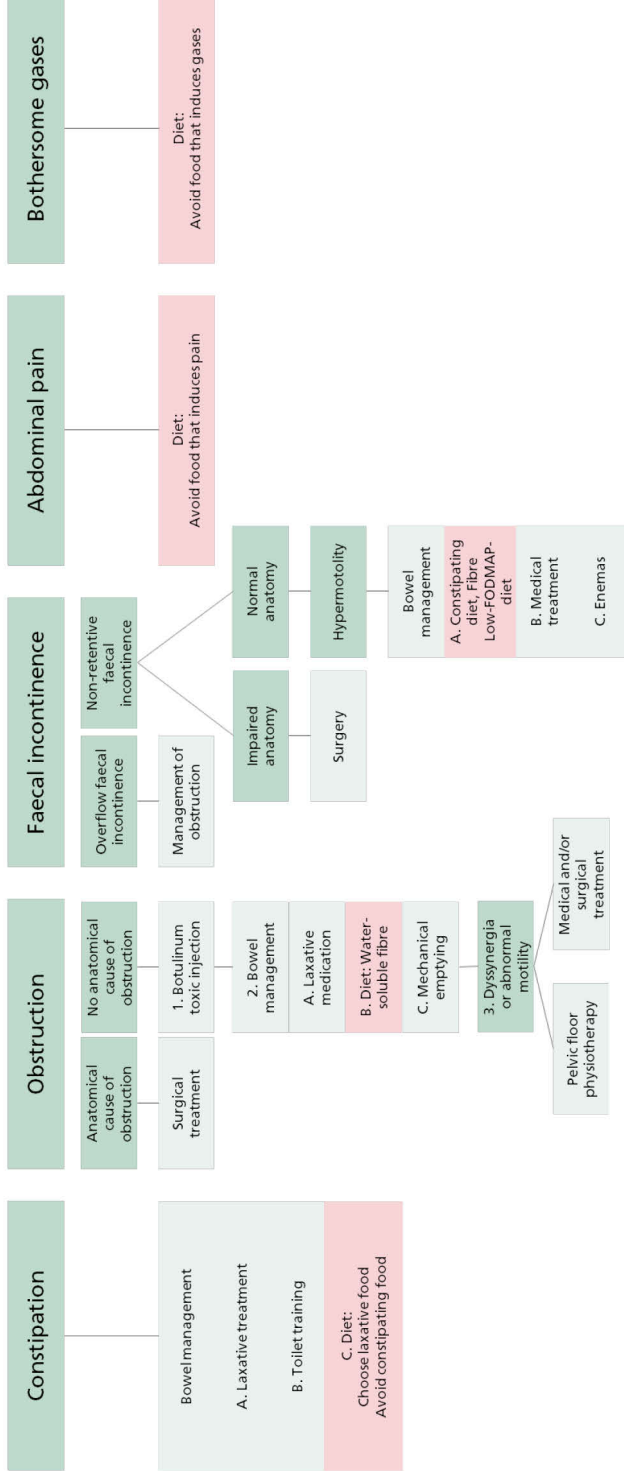 Constipation
Bowel management
A. Laxative treatment
B. Toilet training
C. Diet:
Choose laxative food
Avoid constipating food
Obstruction
Anatomical
cause of
obstruction
Surgical
treatment
No anatomical
cause of
obstruction
1. Botulinum
toxic injection
2. Bowel
management
A. Laxative
medication
B. Diet: Water-
soluble fibre
C. Mechanical
emptying
3. Dyssynergia
or abnormal
motility
Pelvic floor
physiotherapy
Medical and/or
surgical
treatment
Faecal incontinence
Overflow faecal
incontinence
Management of
obstruction
Non-retentive
faecal
incontinence
Impaired
anatomy
Surgery
Normal
anatomy
Hypermotolity
Bowel
management
A. Constipating
diet, Fibre
Low-FODMAP-
diet
B. Medical
treatment
C. Enemas
Abdominal pain
Diet:
Avoid food that induces pain
Bothersome gases
Diet:
Avoid food that induces gases